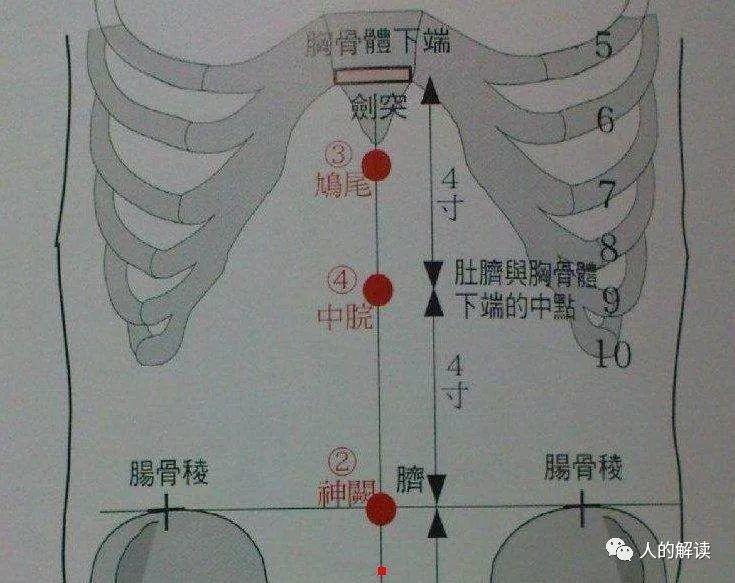 胸骨體下端
5
劍突
6
③
鳩尾
4
寸
7
8
④
中脘
肚臍與胸骨體
下端的中點
9
10
4
寸
腸骨稜
②
神闕
臍
腸骨稜
人的解读